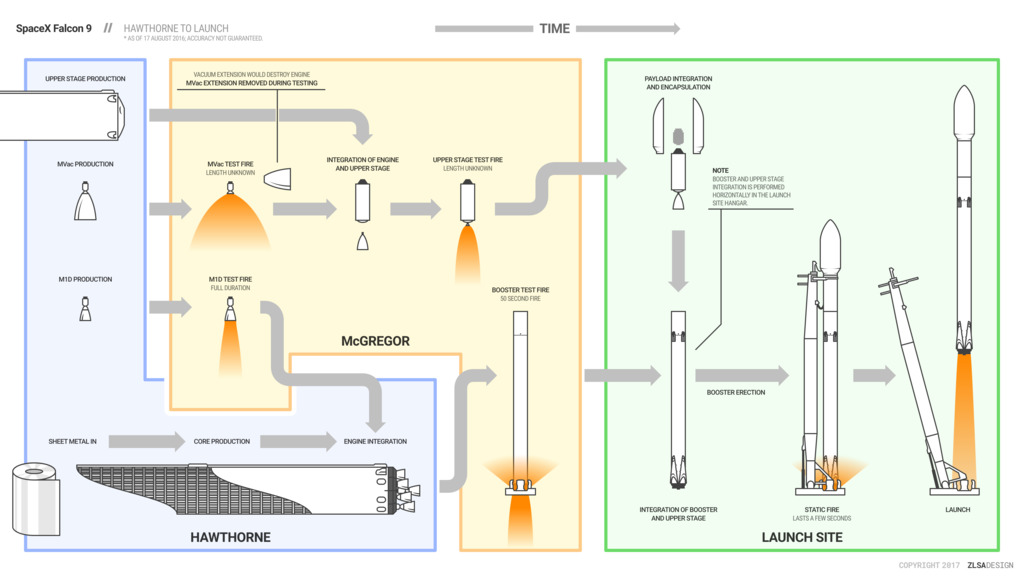 SpaceX Falcon 9 // HAWTHORNE TO LAUNCH
* AS OF 17 AUGUST 2016; ACCURACY NOT GUARANTEED.
TIME
UPPER STAGE PRODUCTION
VACUUM EXTENSION WOULD DESTROY ENGINE
MVac EXTENSION REMOVED DURING TESTING
PAYLOAD INTEGRATION
AND ENCAPSULATION
MVac PRODUCTION
MVac TEST FIRE
LENGTH UNKNOWN
INTEGRATION OF ENGINE
AND UPPER STAGE
UPPER STAGE TEST FIRE
LENGTH UNKNOWN
NOTE
BOOSTER AND UPPER STAGE
INTEGRATION IS PERFORMED
HORIZONTALLY IN THE LAUNCH
SITE HANGAR.
M1D PRODUCTION
M1D TEST FIRE
FULL DURATION
BOOSTER TEST FIRE
50 SECOND FIRE
McGREGOR
BOOSTER ERECTION
SHEET METAL IN
CORE PRODUCTION
ENGINE INTEGRATION
INTEGRATION OF BOOSTER
AND UPPER STAGE
STATIC FIRE
LASTS A FEW SECONDS
LAUNCH
HAWTHORNE
LAUNCH SITE
COPYRIGHT 2017 ZLSADESIGN